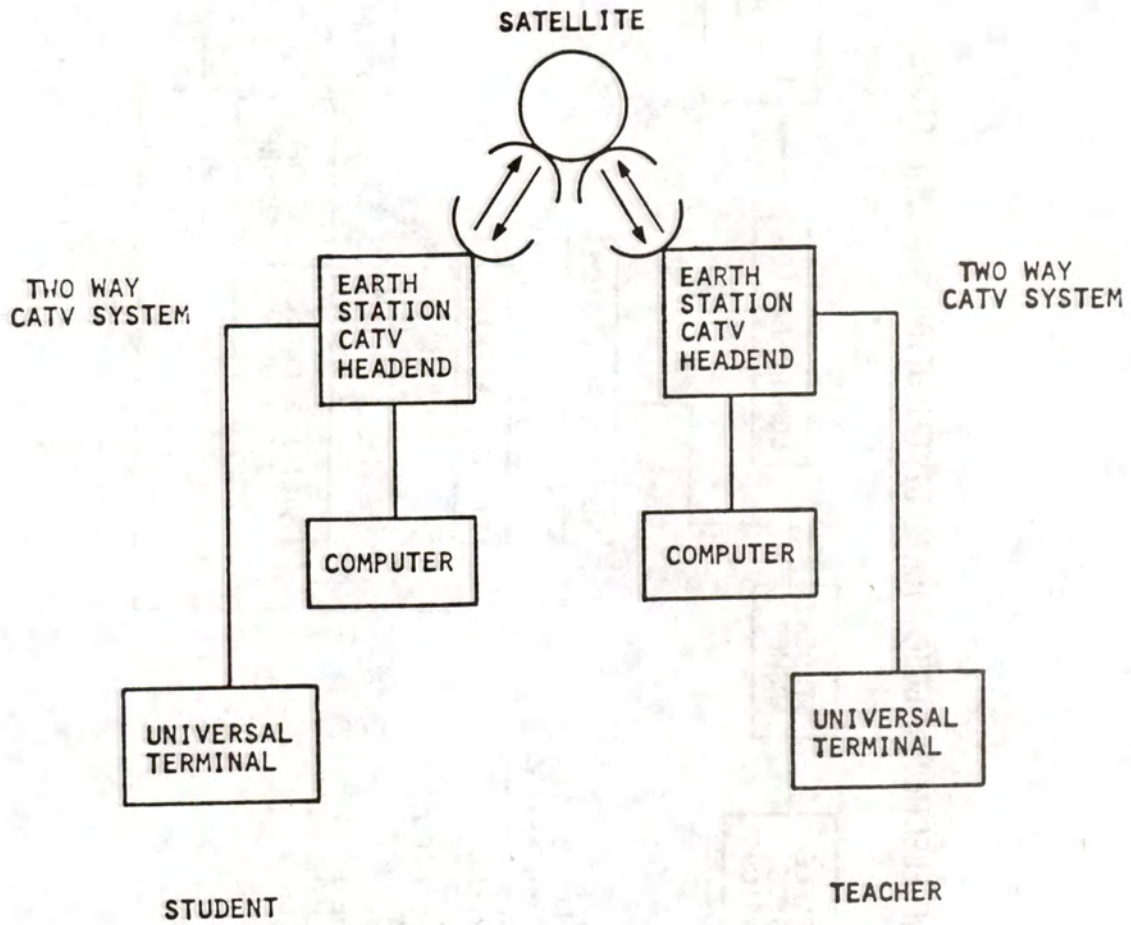 SATELLITE
TWO WAY
CATV SYSTEM
EARTH
STATION
CATV
HEADEND
EARTH
STATION
CATV
HEADEND
TWO WAY
CATV SYSTEM
COMPUTER
COMPUTER
UNIVERSAL
TERMINAL
UNIVERSAL
TERMINAL
STUDENT
TEACHER